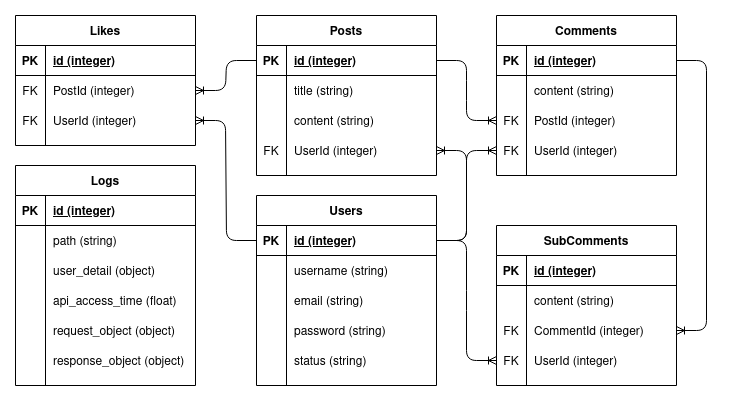 Likes
PK id (integer)
FK PostId (integer)
FK UserId (integer)
Posts
PK id (integer)
title (string)
content (string)
FK UserId (integer)
Comments
PK id (integer)
content (string)
FK PostId (integer)
FK UserId (integer)
Logs
PK id (integer)
path (string)
user_detail (object)
api_access_time (float)
request_object (object)
response_object (object)
Users
PK id (integer)
username (string)
email (string)
password (string)
status (string)
SubComments
PK id (integer)
content (string)
FK CommentId (integer)
FK UserId (integer)